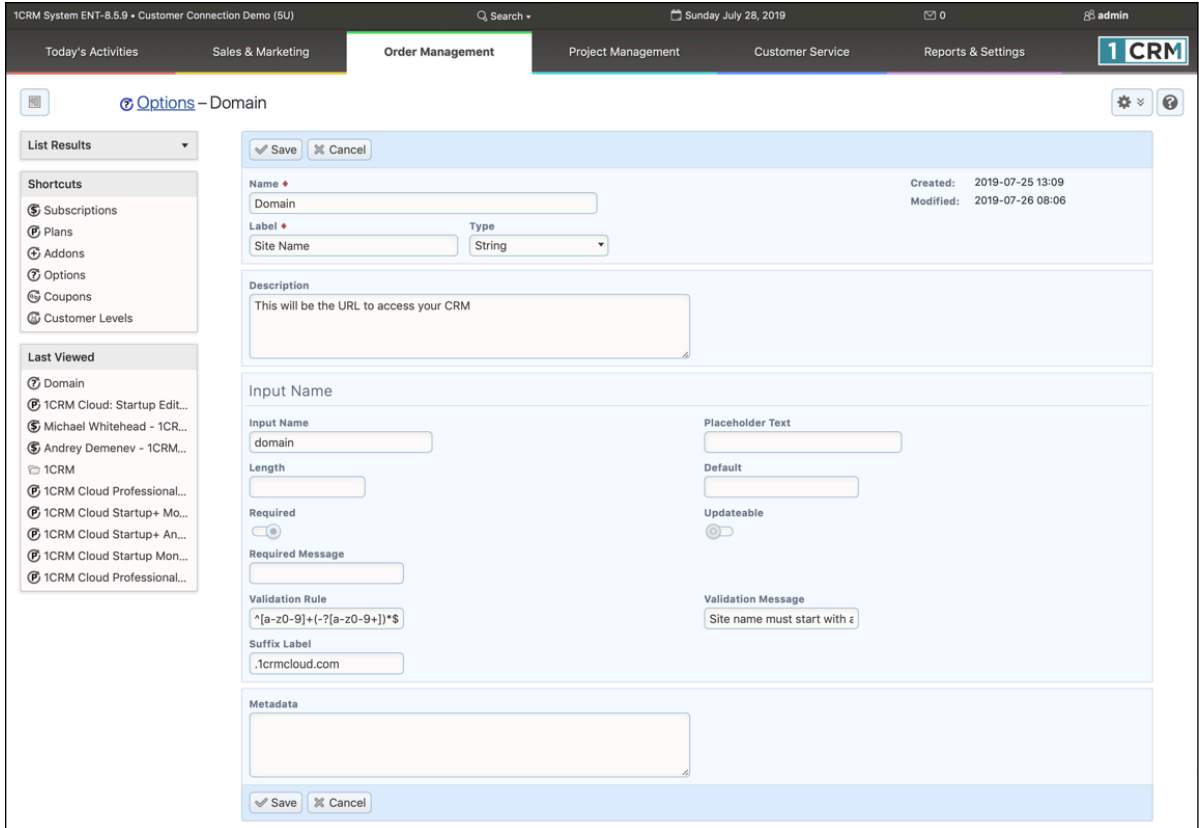 1CRM System ENT-8.5.9 • Customer Connection Demo (5U) Search Sunday July 28, 2019 0 admin
Today's Activities Sales & Marketing Order Management Project Management Customer Service Reports & Settings 1 CRM
Options – Domain
List Results
Save Cancel
Shortcuts
Subscriptions
Plans
Addons
Options
Coupons
Customer Levels
Last Viewed
Domain
1CRM Cloud: Startup Edit...
Michael Whitehead - 1CR...
Andrey Demenev - 1CRM...
1CRM
1CRM Cloud Professional...
1CRM Cloud Startup+ Mo...
1CRM Cloud Startup+ An...
1CRM Cloud Startup Mon...
1CRM Cloud Professional...
Name
Domain
Created: 2019-07-25 13:09
Modified: 2019-07-26 08:06
Label Type
Site Name String
Description
This will be the URL to access your CRM
Input Name
Input Name Placeholder Text
domain
Length Default
Required Updateable
Required Message
Validation Rule Validation Message
^[a-z0-9]+(-?[a-z0-9+])*$ Site name must start with a
Suffix Label
.1crmcloud.com
Metadata
Save Cancel